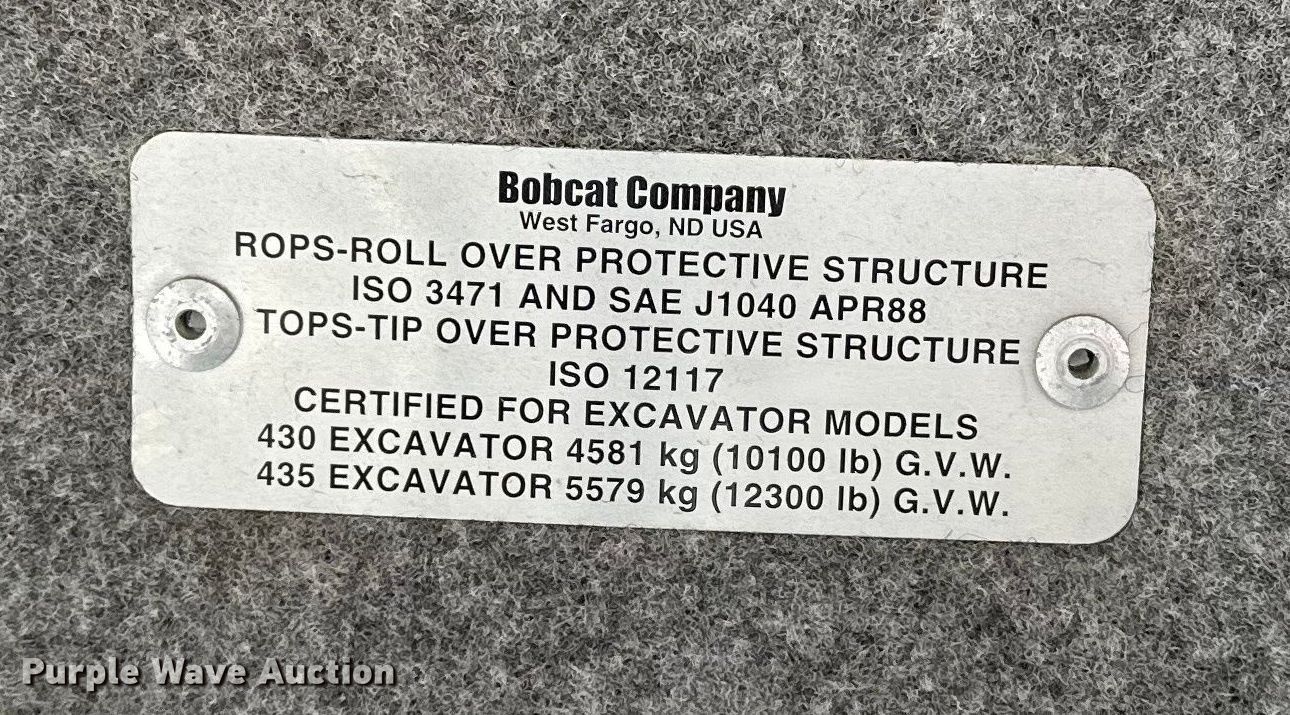 Bobcat Company
West Fargo, ND USA
ROPS-ROLL OVER PROTECTIVE STRUCTURE
ISO 3471 AND SAE J1040 APR88
TOPS-TIP OVER PROTECTIVE STRUCTURE
ISO 12117
CERTIFIED FOR EXCAVATOR MODELS
430 EXCAVATOR 4581 kg (10100 lb) G.V.W.
435 EXCAVATOR 5579 kg (12300 lb) G.V.W.
Purple Wave Auction